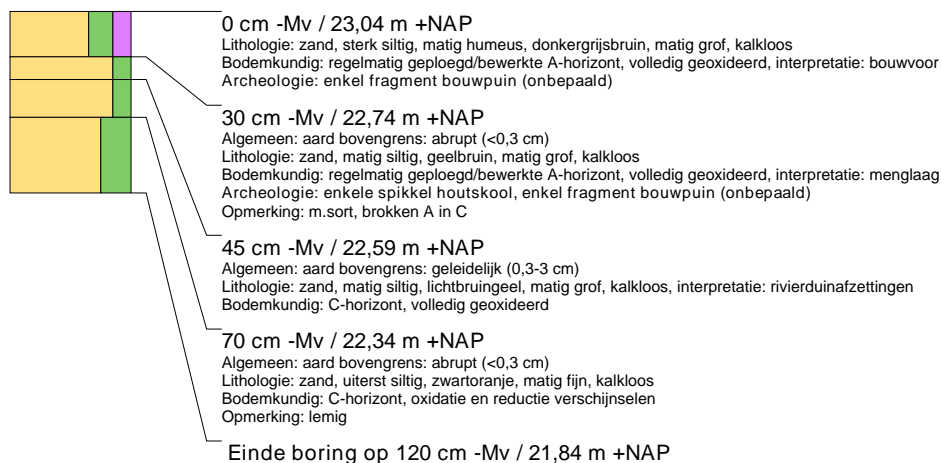 0 cm -Mv / 23,04 m +NAP
Lithologie: zand, sterk siltig, matig humeus, donkergrijsbruin, matig grof, kalkloos
Bodemkundig: regelmatig geploegd/bewerkte A-horizont, volledig geoxideerd, interpretatie: bouwvoor
Archeologie: enkel fragment bouwpuin (onbepaald)
30 cm -Mv / 22,74 m +NAP
Algemeen: aard bovengrens: abrupt (<0,3 cm)
Lithologie: zand, matig siltig, geelbruin, matig grof, kalkloos
Bodemkundig: regelmatig geploegd/bewerkte A-horizont, volledig geoxideerd, interpretatie: menglaag
Archeologie: enkele spikkel houtskool, enkel fragment bouwpuin (onbepaald)
Opmerking: m.sort, brokken A in C
45 cm -Mv / 22,59 m +NAP
Algemeen: aard bovengrens: geleidelijk (0,3-3 cm)
Lithologie: zand, matig siltig, lichtbruingeel, matig grof, kalkloos, interpretatie: rivierduinafzettingen
Bodemkundig: C-horizont, volledig geoxideerd
70 cm -Mv / 22,34 m +NAP
Algemeen: aard bovengrens: abrupt (<0,3 cm)
Lithologie: zand, uiterst siltig, zwartoranje, matig fijn, kalkloos
Bodemkundig: C-horizont, oxidatie en reductie verschijnselen
Opmerking: lemig
Einde boring op 120 cm -Mv / 21,84 m +NAP